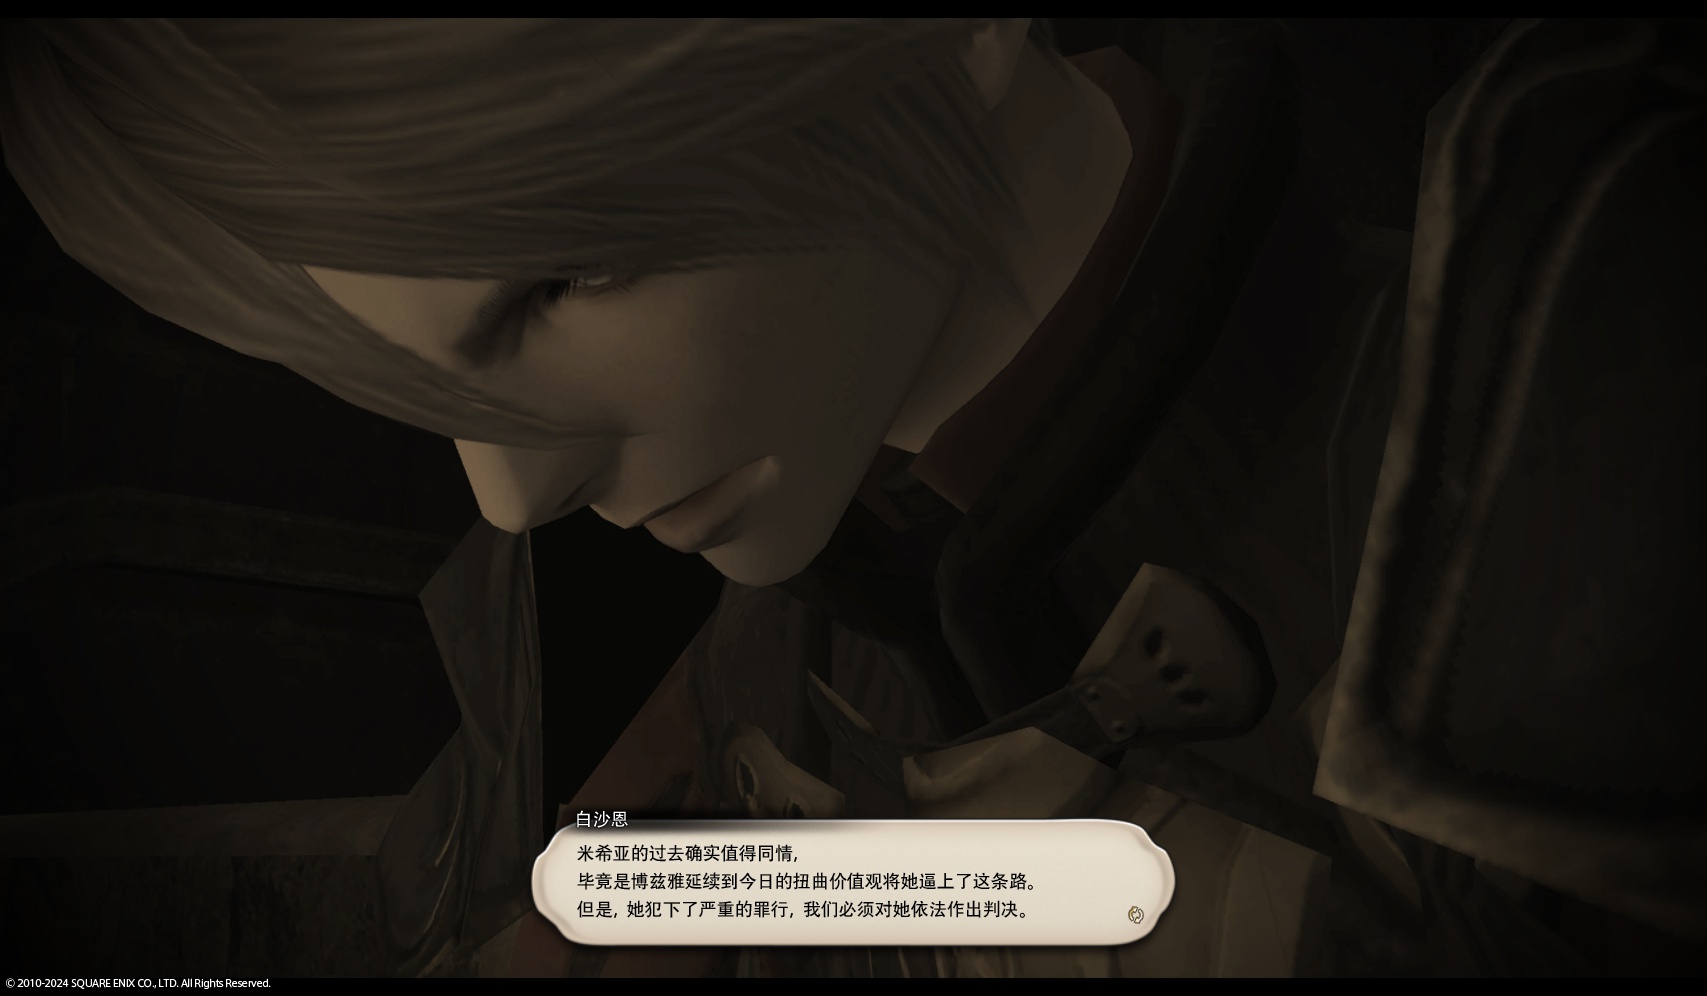 白沙恩
米希亚的过去确实值得同情，
毕竟是博兹雅延续到今日的扭曲价值观将她逼上了这条路。
但是，她犯下了严重的罪行，我们必须对她依法作出判决。
© 2010-2024 SQUARE ENIX CO., LTD. All Rights Reserved.